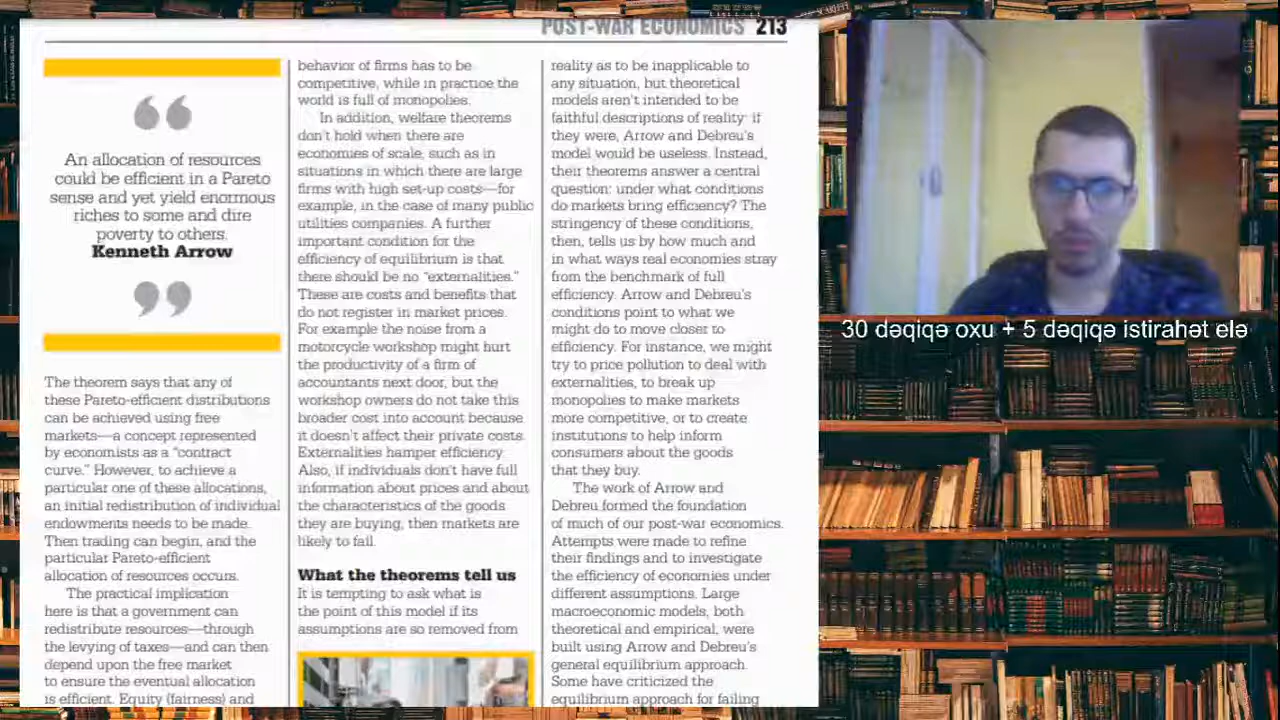 POST-WAR ECONOMICS 213
An allocation of resources
could be efficient in a Pareto
sense and yet yield enormous
riches to some and dire
poverty to others.
Kenneth Arrow
The theorem says that any of
these Pareto-efficient distributions
can be achieved using free
markets—a concept represented
by economists as a "contract
curve." However, to achieve a
particular one of these allocations,
an initial redistribution of individual
endowments needs to be made.
Then trading can begin, and the
particular Pareto-efficient
allocation of resources occurs.
The practical implication
here is that a government can
redistribute resources—through
the levying of taxes—and can then
depend upon the free market
to ensure that the allocation
is efficient. Equity (fairness) and
behavior of firms has to be
competitive, while in practice the
world is full of monopolies.
In addition, welfare theorems
don't hold when there are
economies of scale, such as in
situations in which there are large
firms with high set-up costs—for
example, in the case of many public
utilities companies. A further
important condition for the
efficiency of equilibrium is that
there should be no "externalities."
These are costs and benefits that
do not register in market prices.
For example the noise from a
motorcycle workshop might hurt
the productivity of a firm of
accountants next door, but the
workshop owners do not take this
broader cost into account because
it doesn't affect their private costs.
Externalities hamper efficiency.
Also, if individuals don't have full
information about prices and about
the characteristics of the goods
they are buying, then markets are
likely to fail.
What the theorems tell us
It is tempting to ask what is
the point of this model if its
assumptions are so removed from
reality as to be inapplicable to
any situation, but theoretical
models aren't intended to be
faithful descriptions of reality: if
they were, Arrow and Debreu's
model would be useless. Instead,
their theorems answer a central
question: under what conditions
do markets bring efficiency? The
stringency of these conditions,
then, tells us by how much and
in what ways real economies stray
from the benchmark of full
efficiency. Arrow and Debreu's
conditions point to what we
might do to move closer to
efficiency. For instance, we might
try to price pollution to deal with
externalities, to break up
monopolies to make markets
more competitive, or to create
institutions to help inform
consumers about the goods
that they buy.
The work of Arrow and
Debreu formed the foundation
of much of our post-war economics.
Attempts were made to refine
their findings and to investigate
the efficiency of economies under
different assumptions. Large
macroeconomic models, both
theoretical and empirical, were
built using Arrow and Debreu's
general equilibrium approach.
Some have criticized the
equilibrium approach for failing
30 dəqiqə oxu + 5 dəqiqə istirahət elə